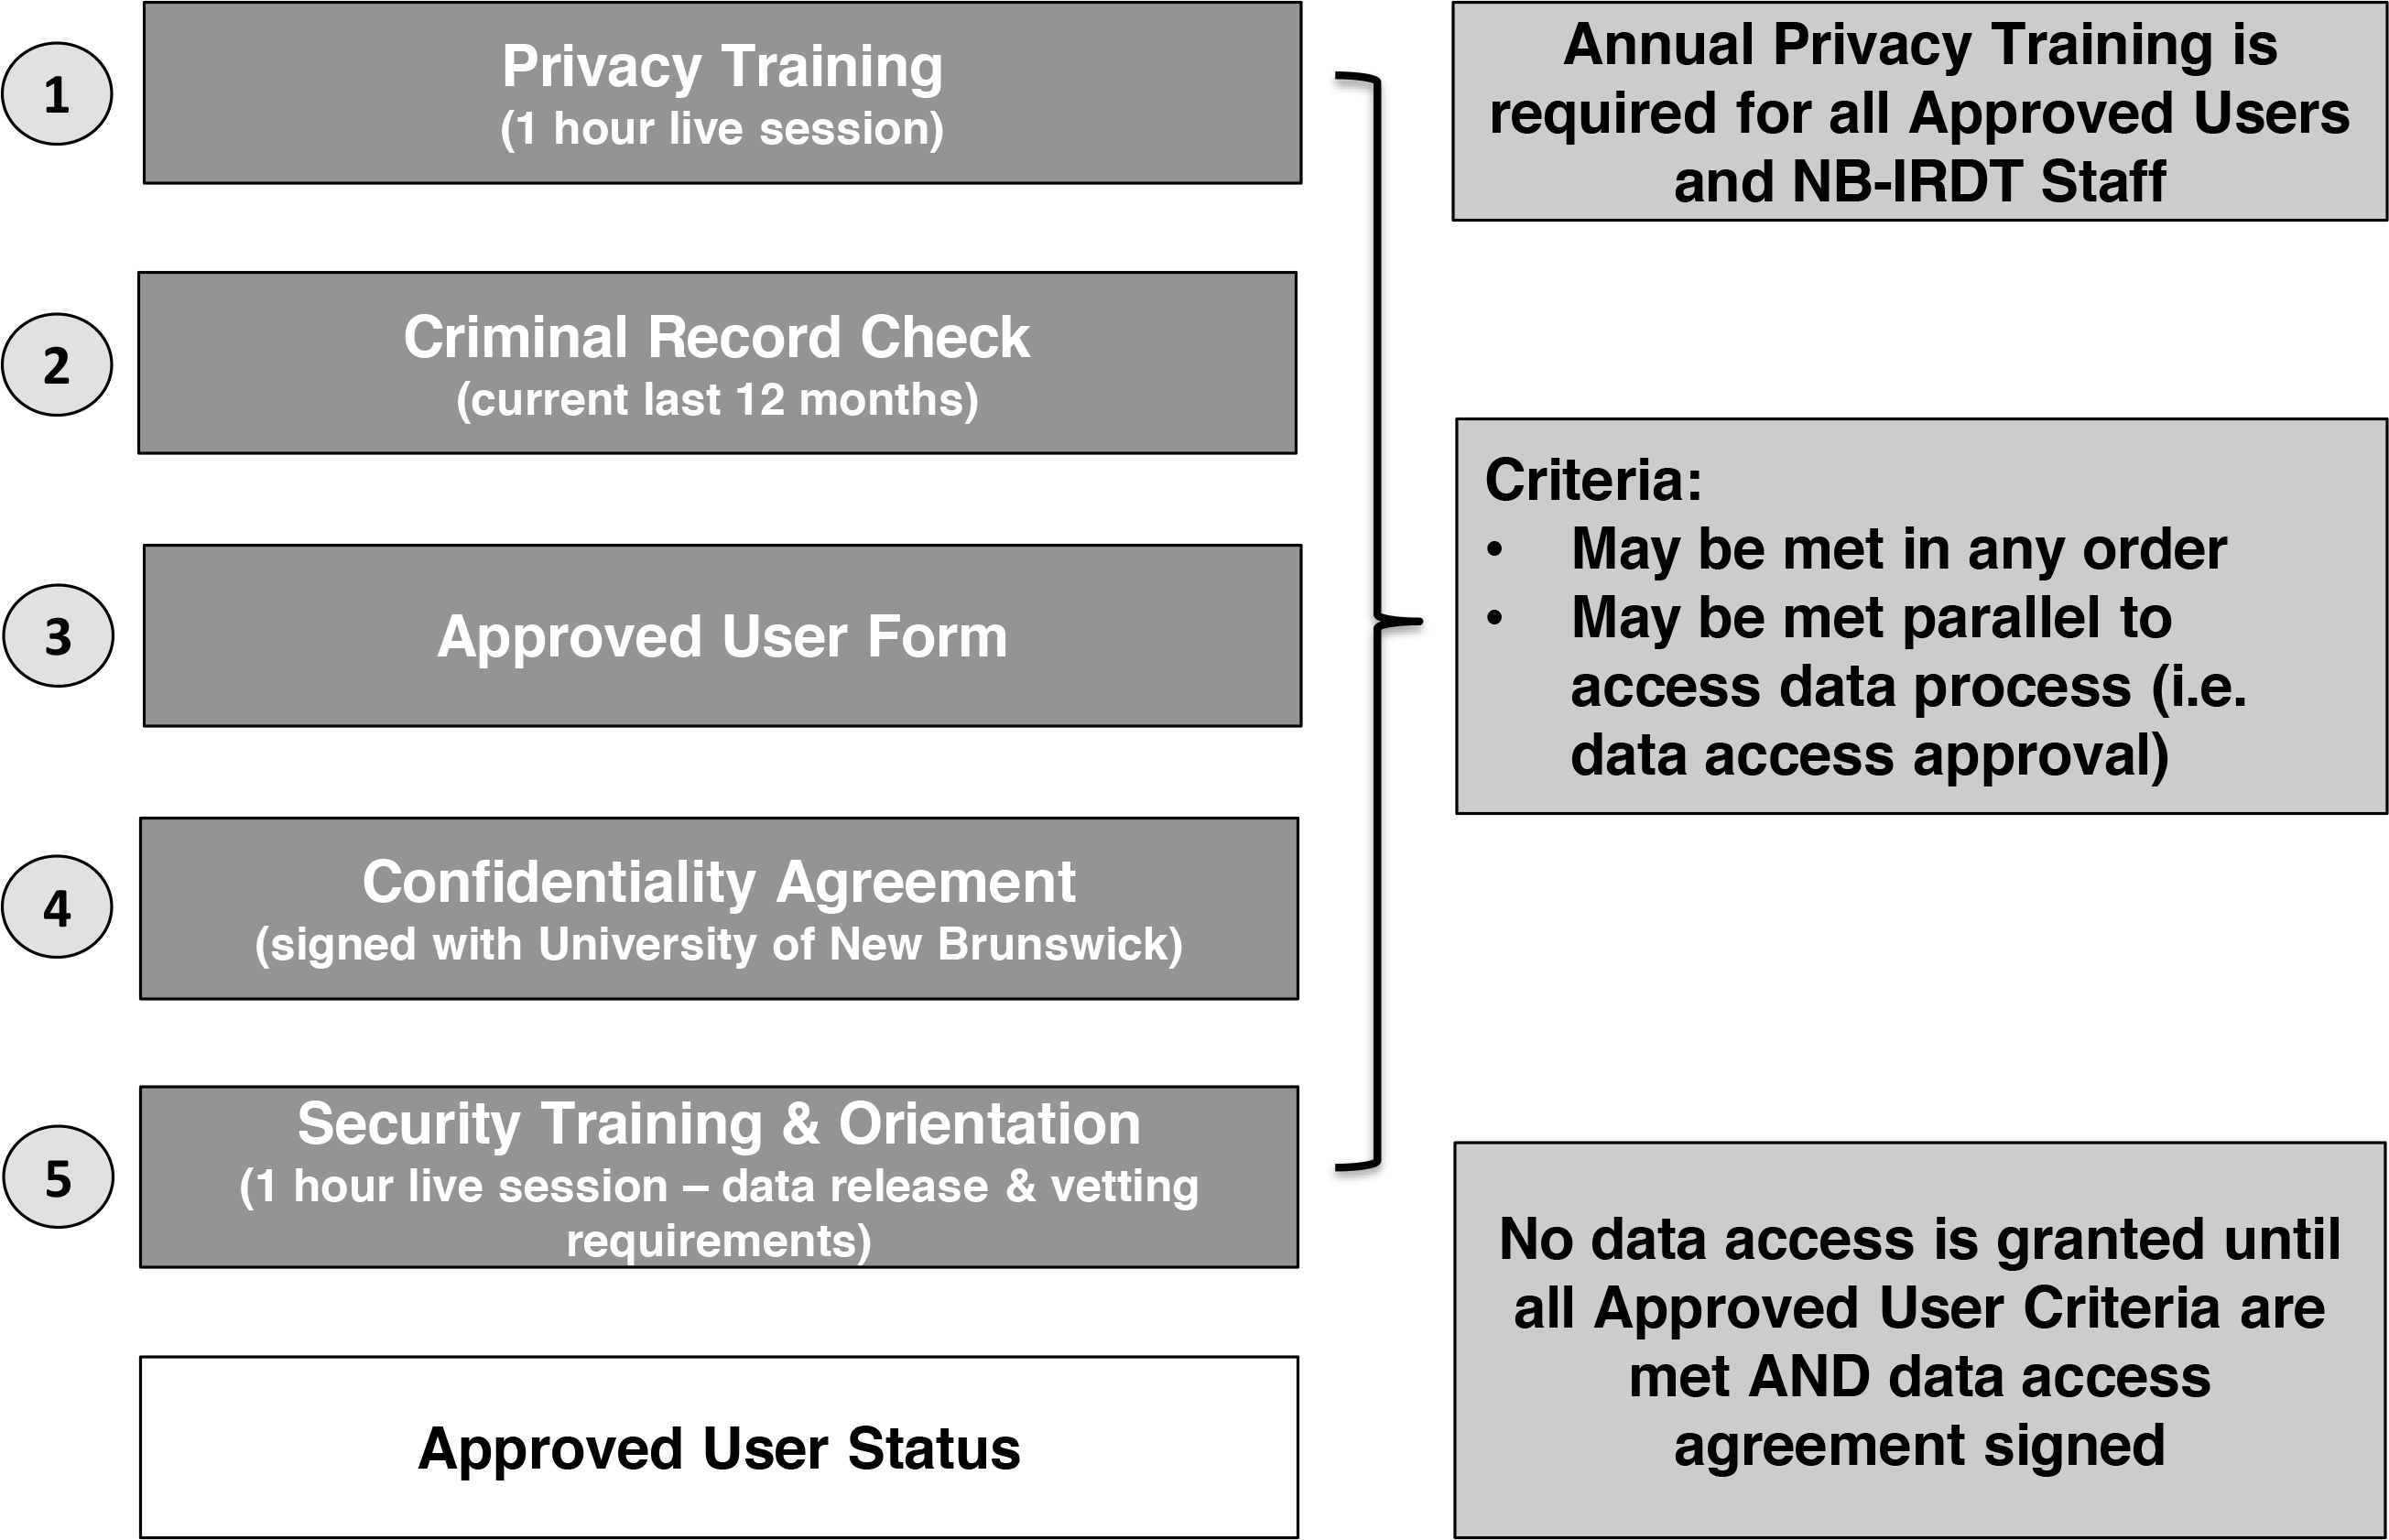 1
Privacy Training
(1 hour live session)
2
Criminal Record Check
(current last 12 months)
3
Approved User Form
4
Confidentiality Agreement
(signed with University of New Brunswick)
5
Security Training & Orientation
(1 hour live session – data release & vetting
requirements)
Approved User Status
Annual Privacy Training is
required for all Approved Users
and NB-IRDT Staff
Criteria:
• May be met in any order
• May be met parallel to
access data process (i.e.
data access approval)
No data access is granted until
all Approved User Criteria are
met AND data access
agreement signed